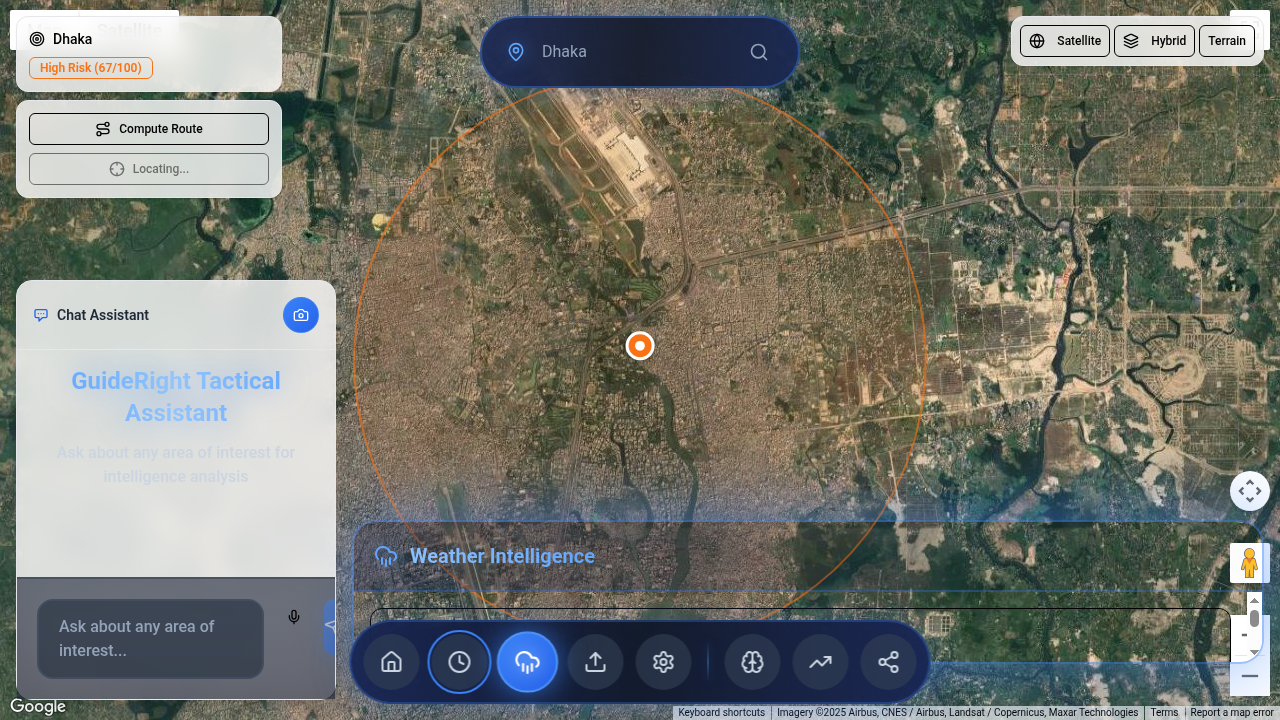 Satellite
Dhaka
High Risk (67/100)
Compute Route
Locating...
Dhaka
Satellite
Hybrid
Terrain
Chat Assistant
GuideRight Tactical
Assistant
Ask about any area of interest for
intelligence analysis
Ask about any area of
interest...
Weather Intelligence
Google
Keyboard shortcuts
Imagery ©2025 Airbus, CNES / Airbus, Landsat / Copernicus, Maxar Technologies
Terms
Report a map error